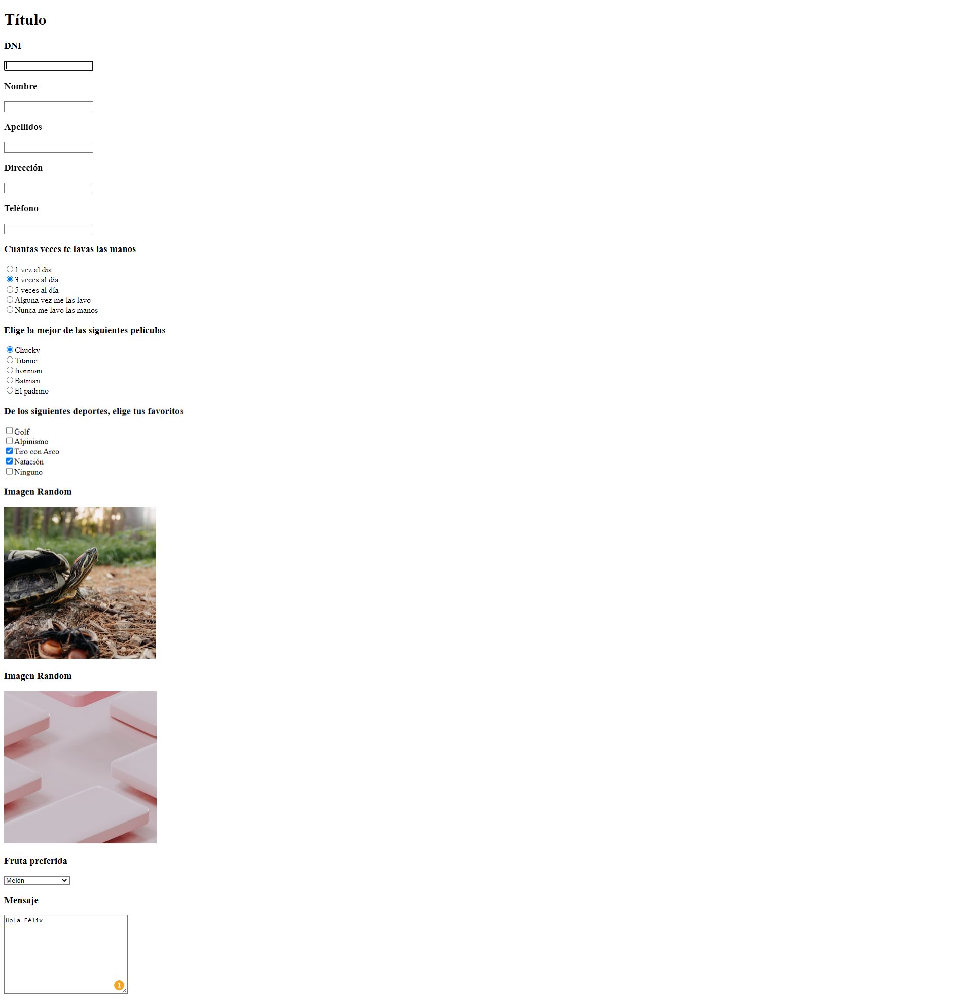 Título
DNI
Nombre
Apellidos
Dirección
Teléfono
Cuantas veces te lavas las manos
1 vez al día
3 veces al día
5 veces al día
Alguna vez me las lavo
Nunca me lavo las manos
Elige la mejor de las siguientes películas
Chucky
Titanic
Ironman
Batman
El padrino
De los siguientes deportes, elige tus favoritos
Golf
Alpinismo
Tiro con Arco
Natación
Ninguno
Imagen Random
Imagen Random
Fruta preferida
Melón
Mensaje
Hola Félix
1